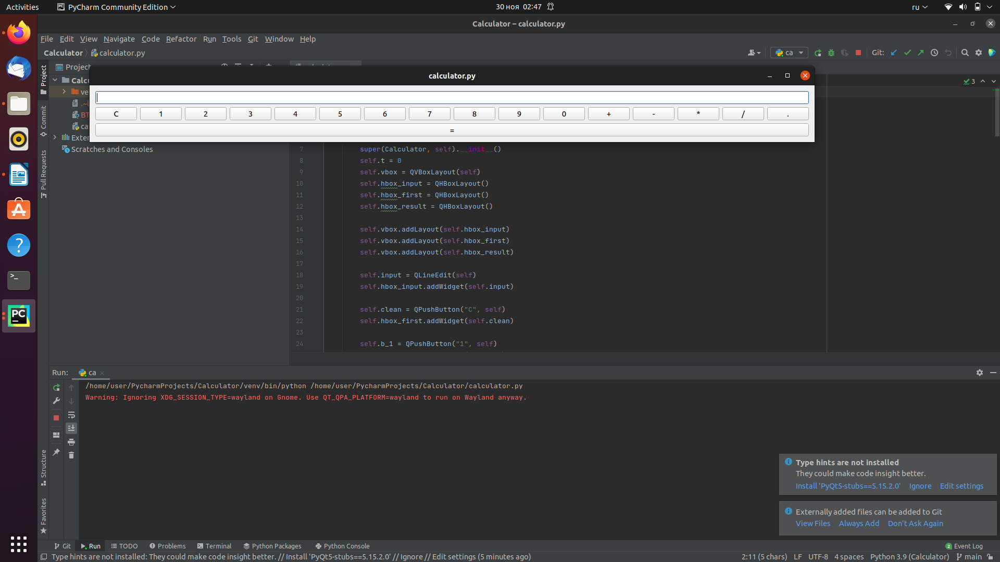 Activities
PyCharm Community Edition
30 ноя 02:47
ru
Calculator – calculator.py
File Edit View Navigate Code Refactor Run Tools Git Window Help
Calculator calculator.py
ca
Git:
Project
calculator.py
C 1 2 3 4 5 6 7 8 9 0 + - * / .
=
3
Scratches and Consoles
Project
Commit
Pull Requests
Structure
Favorites
7 super(Calculator, self).__init__()
8 self.t = 0
9 self.vbox = QVBoxLayout(self)
10 self.hbox_input = QHBoxLayout()
11 self.hbox_first = QHBoxLayout()
12 self.hbox_result = QHBoxLayout()
13
14 self.vbox.addLayout(self.hbox_input)
15 self.vbox.addLayout(self.hbox_first)
16 self.vbox.addLayout(self.hbox_result)
17
18 self.input = QLineEdit(self)
19 self.hbox_input.addWidget(self.input)
20
21 self.clean = QPushButton("C", self)
22 self.hbox_first.addWidget(self.clean)
23
24 self.b_1 = QPushButton("1", self)
Run: ca
/home/user/PycharmProjects/Calculator/venv/bin/python /home/user/PycharmProjects/Calculator/calculator.py
Warning: Ignoring XDG_SESSION_TYPE=wayland on Gnome. Use QT_QPA_PLATFORM=wayland to run on Wayland anyway.
Type hints are not installed
They could make code insight better.
Install 'PyQt5-stubs==5.15.2.0' Ignore Edit settings
Externally added files can be added to Git
View Files Always Add Don't Ask Again
Git Run TODO Problems Terminal Python Packages Python Console
2 Event Log
Type hints are not installed: They could make code insight better. // Install 'PyQt5-stubs==5.15.2.0' // Ignore // Edit settings (5 minutes ago)
2:11 (5 chars) LF UTF-8 4 spaces Python 3.9 (Calculator) main